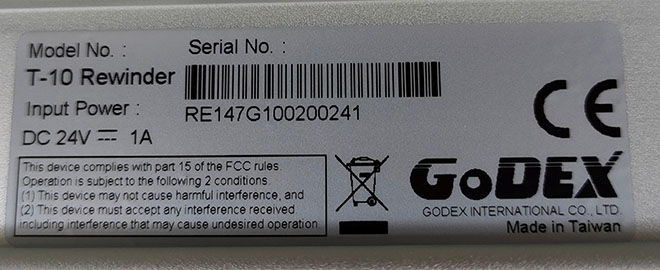 Model No. :
T-10 Rewinder
Input Power :
DC 24V ⎓ 1A
Serial No. :
RE147G100200241
CE
This device complies with part 15 of the FCC rules.
Operation is subject to the following 2 conditions.
(1) This device may not cause harmful interference, and
(2) This device must accept any interference received
including interference that may cause undesired operation.
GoDEX
GODEX INTERNATIONAL CO., LTD.
Made in Taiwan